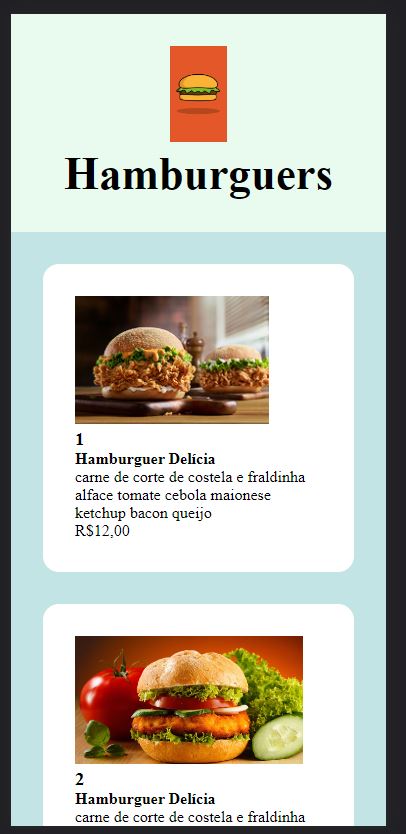 Hamburguers
1
Hamburguer Delícia
carne de corte de costela e fraldinha
alface tomate cebola maionese
ketchup bacon queijo
R$12,00
2
Hamburguer Delícia
carne de corte de costela e fraldinha